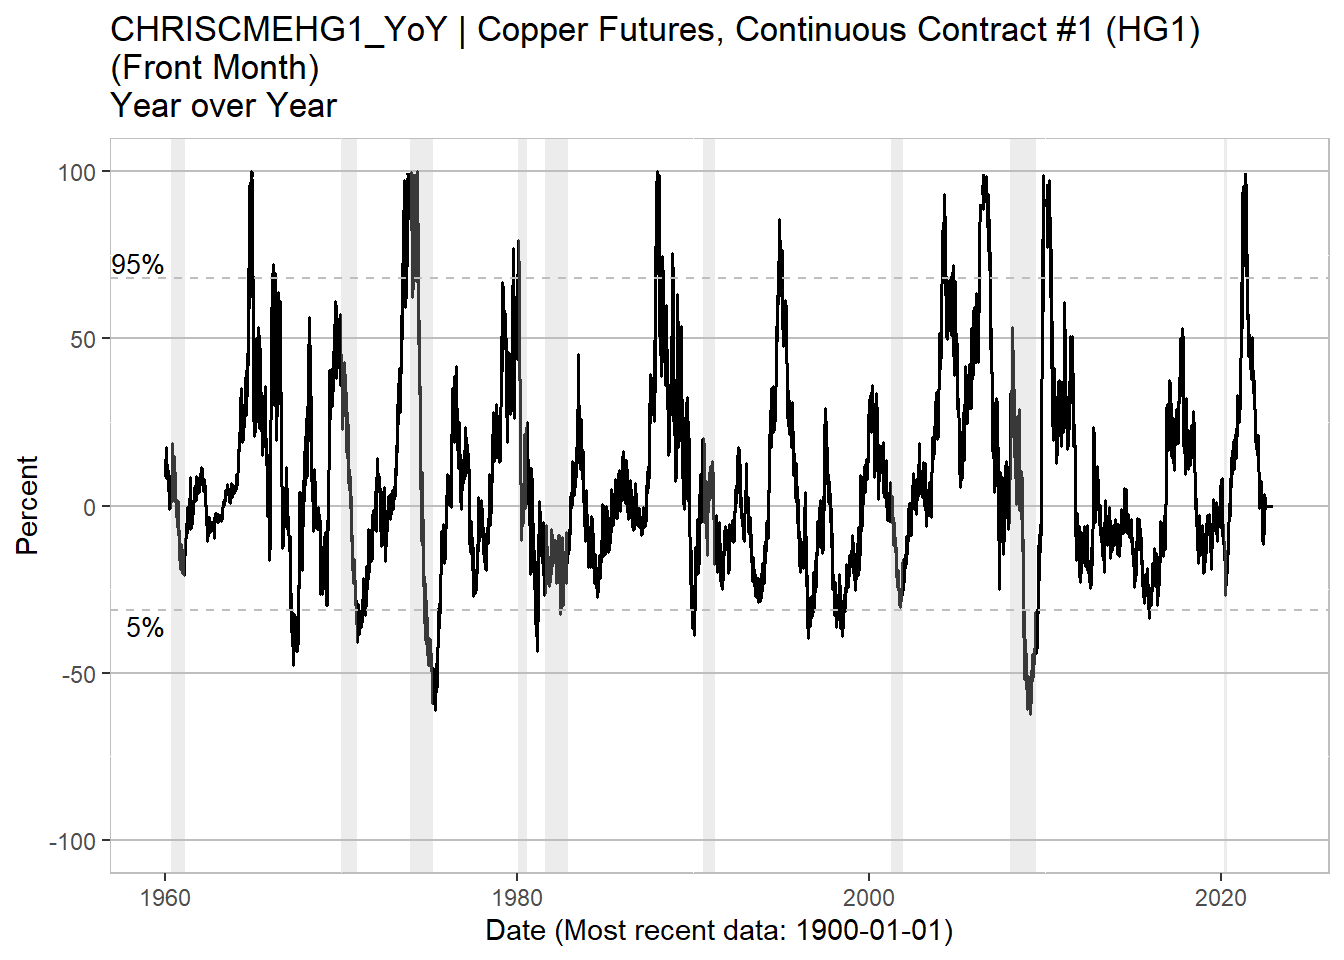 CHRISCMEHG1_YoY | Copper Futures, Continuous Contract #1 (HG1)
(Front Month)
Year over Year
100
95%
50
0
5%
-50
-100
Percent
1960
1980
2000
2020
Date (Most recent data: 1900-01-01)